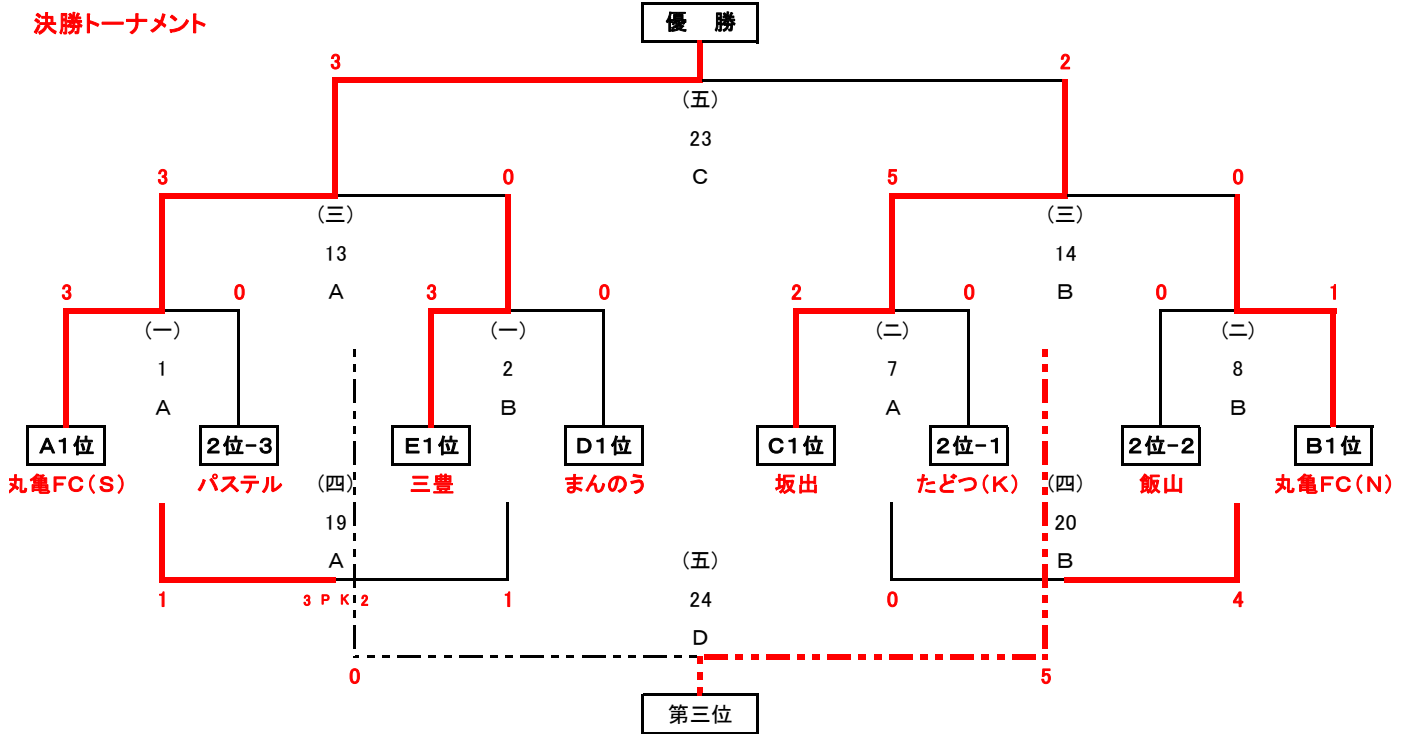 決勝トーナメント
優　勝
3
2
（五）
23
C
3
0
5
0
（三）
（三）
13
14
A
B
3
0
3
0
2
0
0
1
（一）
（一）
（二）
（二）
1
2
7
8
A
B
A
B
A1位
2位-3
E1位
D1位
C1位
2位-1
2位-2
B1位
丸亀FC（S）
パステル
（四）
三豊
まんのう
坂出
たどつ（K）
（四）
飯山
丸亀FC（N）
19
20
A
B
（五）
1
3 P K 2
1
24
0
4
D
0
5
第三位